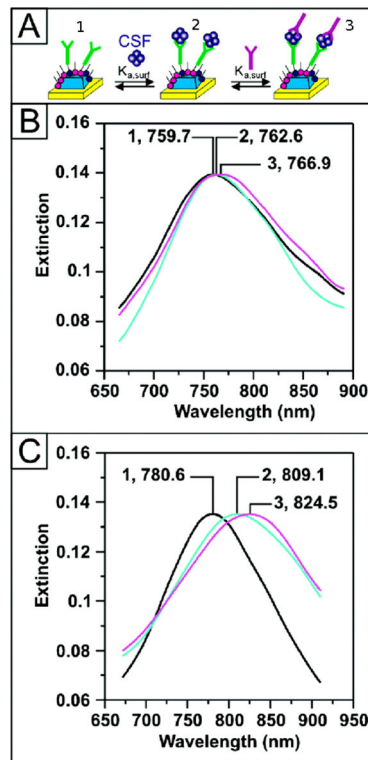 A
1
CSF
2
3
Ka,surf
Ka,surf
B
0.16
1, 759.7
2, 762.6
3, 766.9
0.14
0.12
0.10
0.08
0.06
Extinction
650 700 750 800 850 900
Wavelength (nm)
C
0.16
1, 780.6
2, 809.1
3, 824.5
0.14
0.12
0.10
0.08
0.06
Extinction
650 700 750 800 850 900 950
Wavelength (nm)